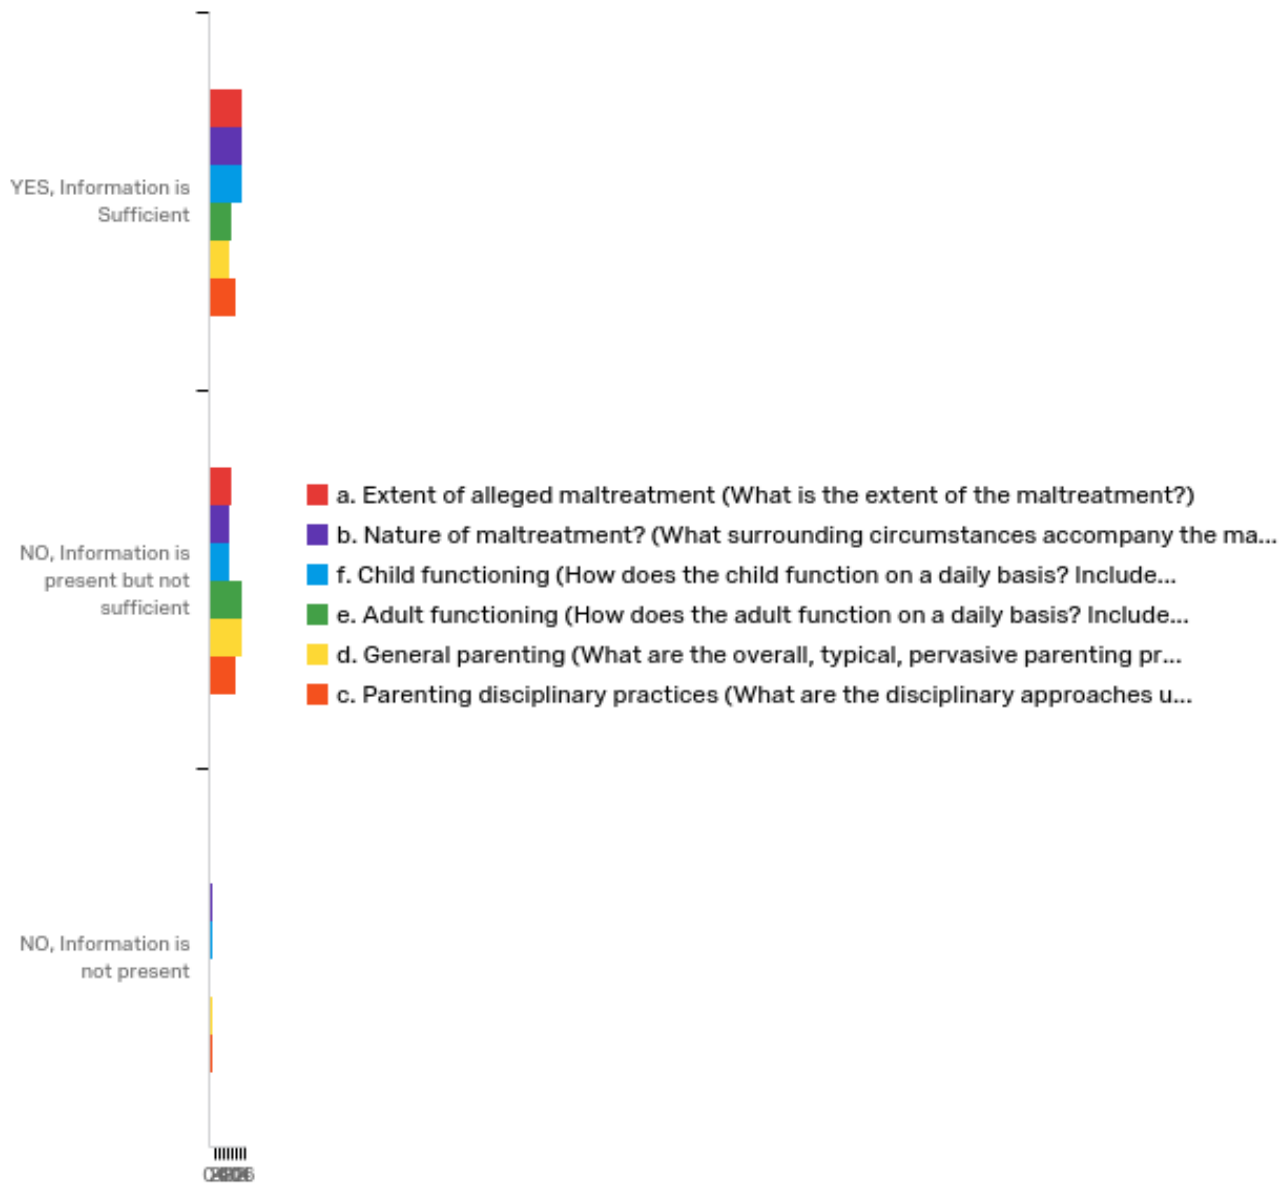 YES, Information is
Sufficient
NO, Information is
present but not
sufficient
NO, Information is
not present
a. Extent of alleged maltreatment (What is the extent of the maltreatment?)
b. Nature of maltreatment? (What surrounding circumstances accompany the ma...
f. Child functioning (How does the child function on a daily basis? Include...
e. Adult functioning (How does the adult function on a daily basis? Include...
d. General parenting (What are the overall, typical, pervasive parenting pr...
c. Parenting disciplinary practices (What are the disciplinary approaches u...